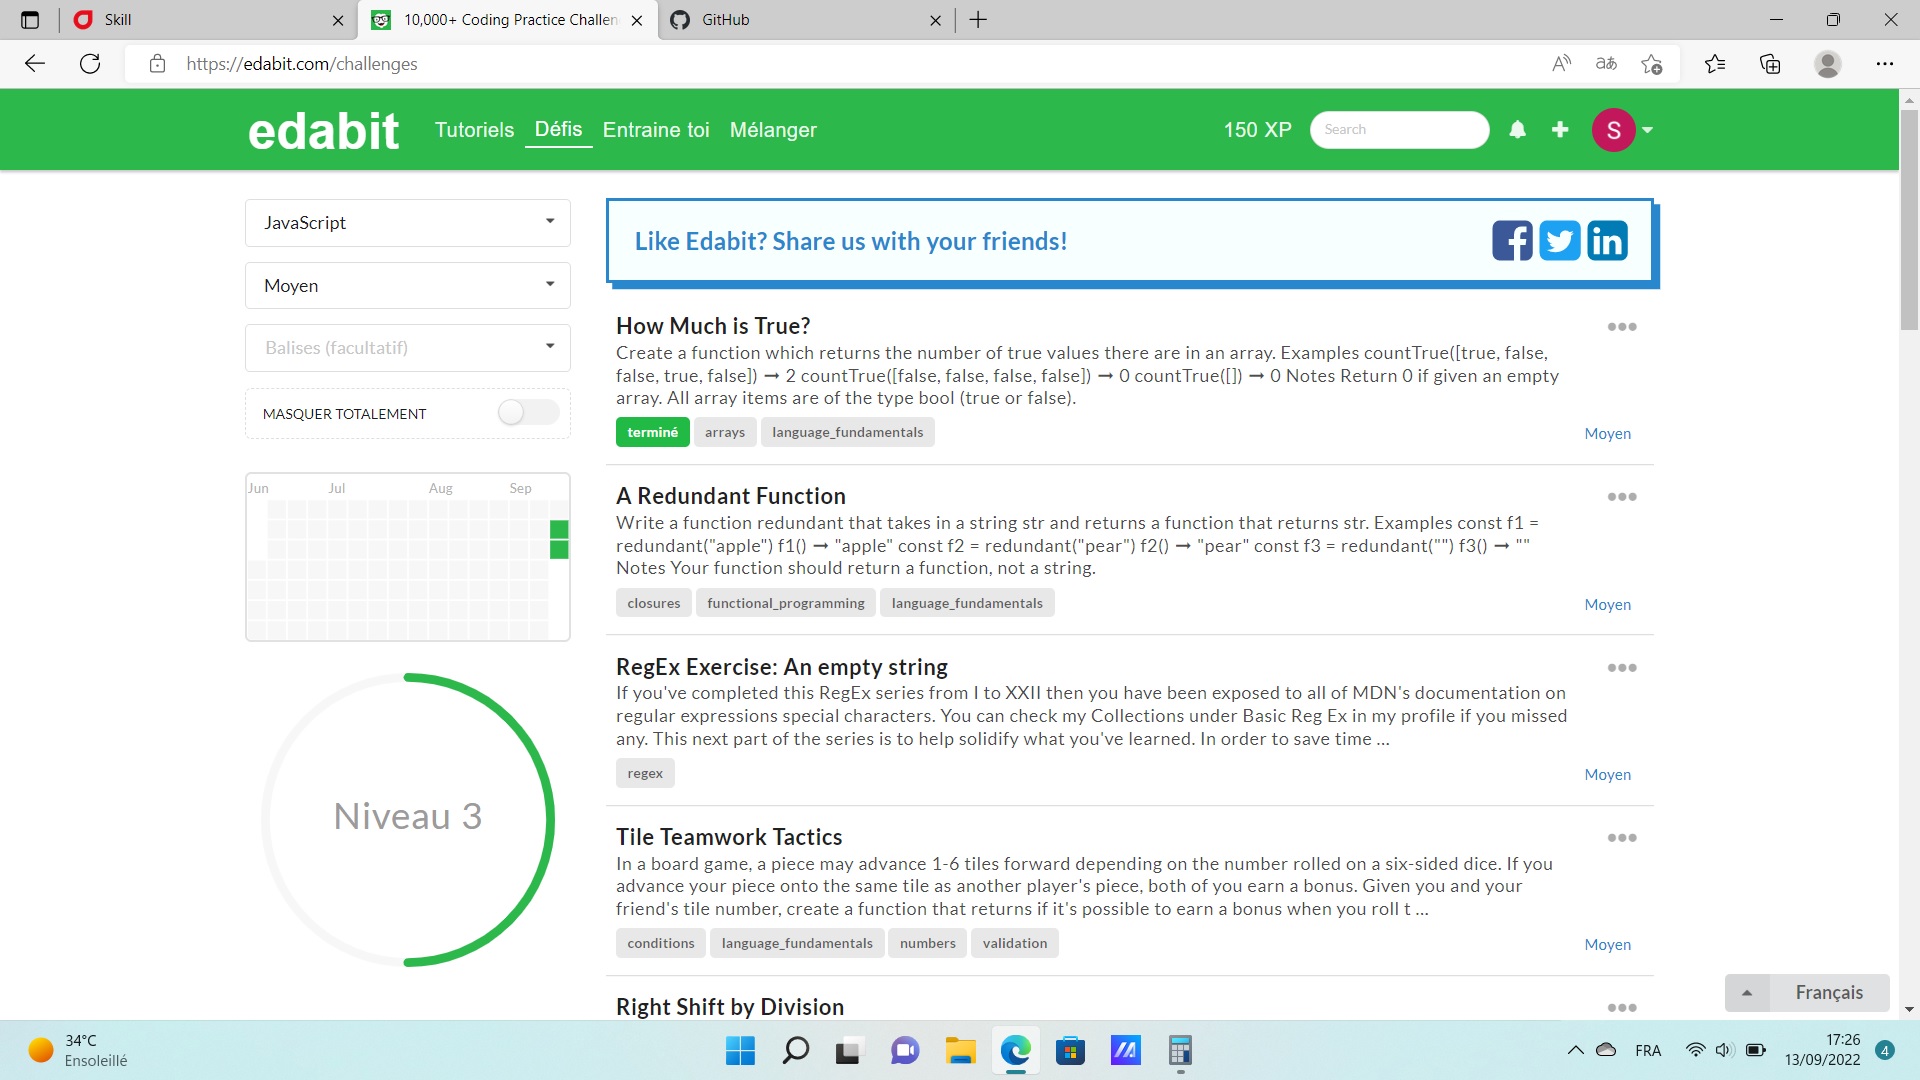 Skill
10,000+ Coding Practice Challen
GitHub
https://edabit.com/challenges
edabit
Tutoriels
Défis
Entraine toi
Mélanger
150 XP
Search
S
JavaScript
Moyen
Balises (facultatif)
MASQUER TOTALEMENT
Jun Jul Aug Sep
Niveau 3
Like Edabit? Share us with your friends!
How Much is True?
Create a function which returns the number of true values there are in an array. Examples countTrue([true, false,
false, true, false]) → 2 countTrue([false, false, false, false]) → 0 countTrue([]) → 0 Notes Return 0 if given an empty
array. All array items are of the type bool (true or false).
terminé arrays language_fundamentals
Moyen
A Redundant Function
Write a function redundant that takes in a string str and returns a function that returns str. Examples const f1 =
redundant("apple") f1() → "apple" const f2 = redundant("pear") f2() → "pear" const f3 = redundant("") f3() → ""
Notes Your function should return a function, not a string.
closures functional_programming language_fundamentals
Moyen
RegEx Exercise: An empty string
If you've completed this RegEx series from I to XXII then you have been exposed to all of MDN's documentation on
regular expressions special characters. You can check my Collections under Basic Reg Ex in my profile if you missed
any. This next part of the series is to help solidify what you've learned. In order to save time ...
regex
Moyen
Tile Teamwork Tactics
In a board game, a piece may advance 1-6 tiles forward depending on the number rolled on a six-sided dice. If you
advance your piece onto the same tile as another player's piece, both of you earn a bonus. Given you and your
friend's tile number, create a function that returns if it's possible to earn a bonus when you roll t ...
conditions language_fundamentals numbers validation
Moyen
Right Shift by Division
Français
34°C
Ensoleillé
FRA
17:26
13/09/2022
4